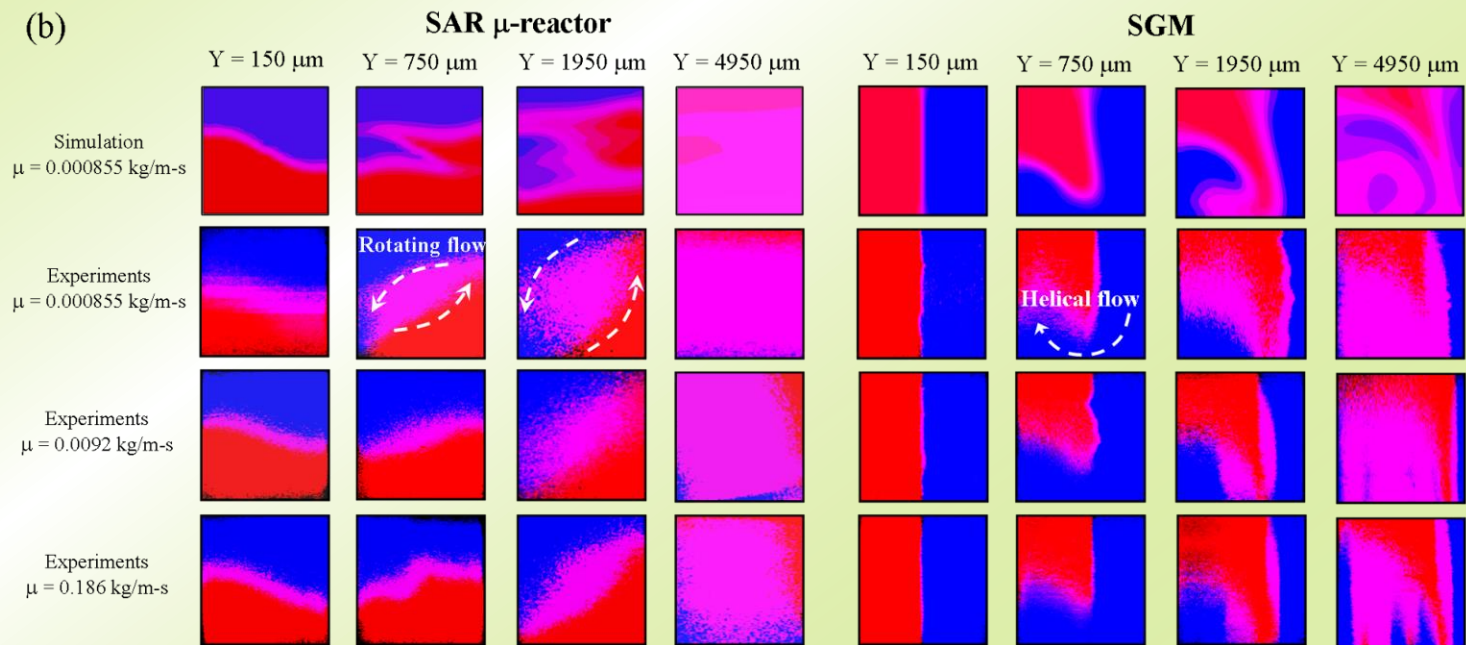 (b)
SAR μ-reactor
SGM
Y = 150 μm
Y = 750 μm
Y = 1950 μm
Y = 4950 μm
Y = 150 μm
Y = 750 μm
Y = 1950 μm
Y = 4950 μm
Simulation
μ = 0.000855 kg/m-s
Experiments
μ = 0.000855 kg/m-s
Rotating flow
Helical flow
Experiments
μ = 0.0092 kg/m-s
Experiments
μ = 0.186 kg/m-s